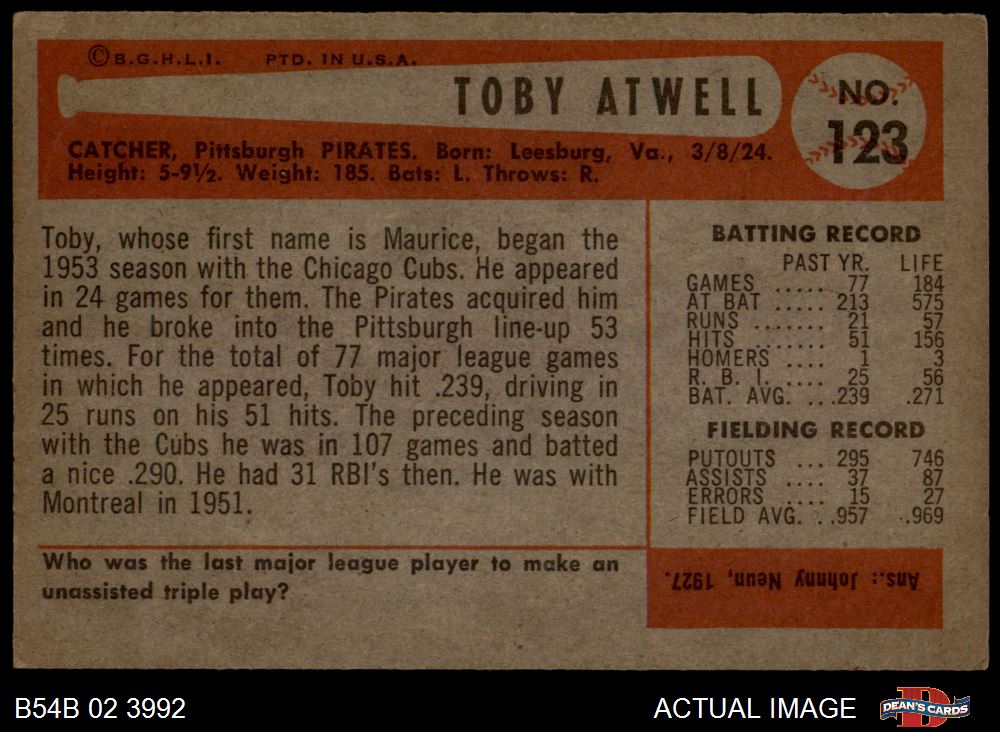 ©B.G.H.L.I. PTD. IN U.S.A.
TOBY ATWELL
NO.
123
CATCHER, Pittsburgh PIRATES. Born: Leesburg, Va., 3/8/24.
Height: 5-9½. Weight: 185. Bats: L. Throws: R.
Toby, whose first name is Maurice, began the
1953 season with the Chicago Cubs. He appeared
in 24 games for them. The Pirates acquired him
and he broke into the Pittsburgh line-up 53
times. For the total of 77 major league games
in which he appeared, Toby hit .239, driving in
25 runs on his 51 hits. The preceding season
with the Cubs he was in 107 games and batted
a nice .290. He had 31 RBI's then. He was with
Montreal in 1951.
BATTING RECORD
PAST YR. LIFE
GAMES ..... 77 184
AT BAT ..... 213 575
RUNS ....... 21 57
HITS ....... 51 156
HOMERS .... 1 3
R. B. I. .... 25 56
BAT. AVG. ...239 .271
FIELDING RECORD
PUTOUTS ... 295 746
ASSISTS .... 37 87
ERRORS .... 15 27
FIELD AVG. ..957 .969
Who was the last major league player to make an
unassisted triple play?
Ans.: Johnny Neun, 1927.
B54B 02 3992
ACTUAL IMAGE
D
DEAN'S CARDS